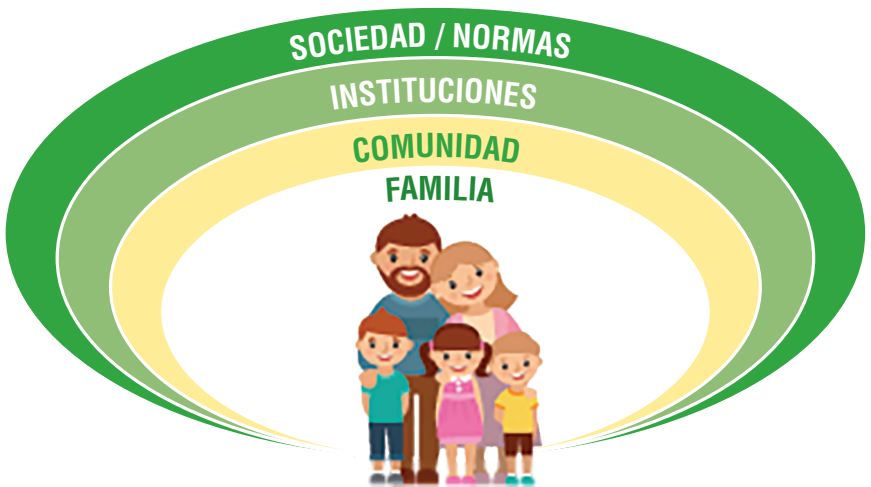 SOCIEDAD / NORMAS
INSTITUCIONES
COMUNIDAD
FAMILIA